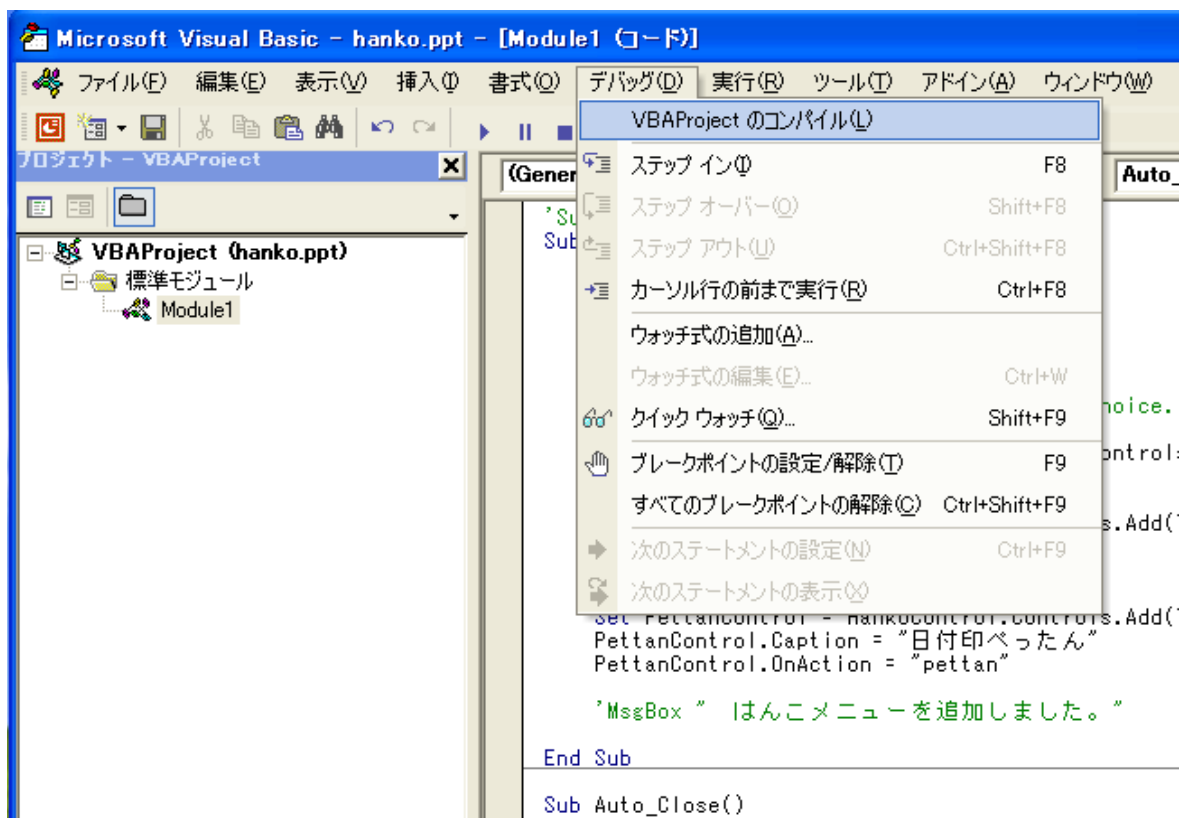 Microsoft Visual Basic - hanko.ppt - [Module1 (コード)]
ファイル(F) 編集(E) 表示(V) 挿入(I) 書式(O) デバッグ(D) 実行(R) ツール(T) アドイン(A) ウィンドウ(W)
プロジェクト - VBAProject
VBAProject (hanko.ppt)
標準モジュール
Module1
VBAProject のコンパイル(L)
ステップ イン(I) F8
ステップ オーバー(O) Shift+F8
ステップ アウト(U) Ctrl+Shift+F8
カーソル行の前まで実行(R) Ctrl+F8
ウォッチ式の追加(A)...
ウォッチ式の編集(E)... Ctrl+W
クイック ウォッチ(Q)... Shift+F9
ブレークポイントの設定/解除(T) F9
すべてのブレークポイントの解除(C) Ctrl+Shift+F9
次のステートメントの設定(N) Ctrl+F9
次のステートメントの表示(X)
(Gener
Auto_
'Su
Sub
hoice.
ontrol
s.Add(
Set PettanControl = HankoControl.Controls.Add(
PettanControl.Caption = "日付印ぺったん"
PettanControl.OnAction = "pettan"
'MsgBox " はんこメニューを追加しました。"
End Sub
Sub Auto_Close()